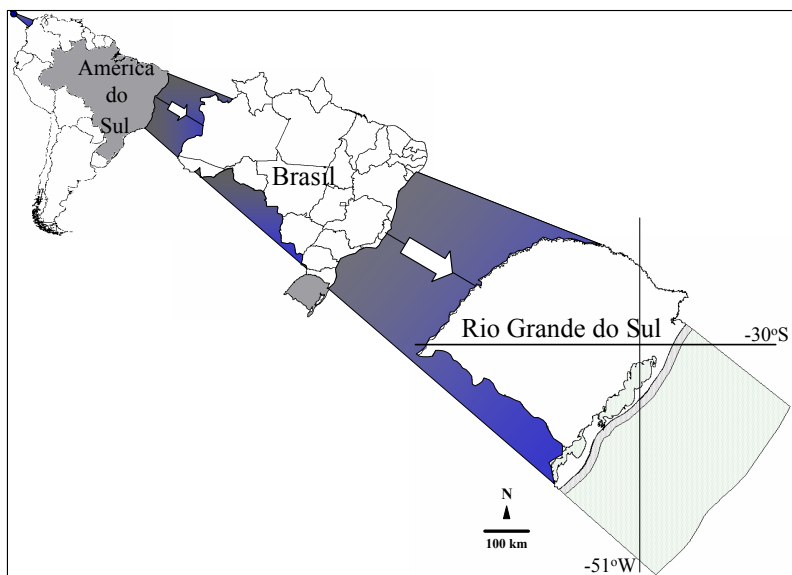 América
do
Sul
Brasil
Rio Grande do Sul
-30°S
N
100 km
-51°W